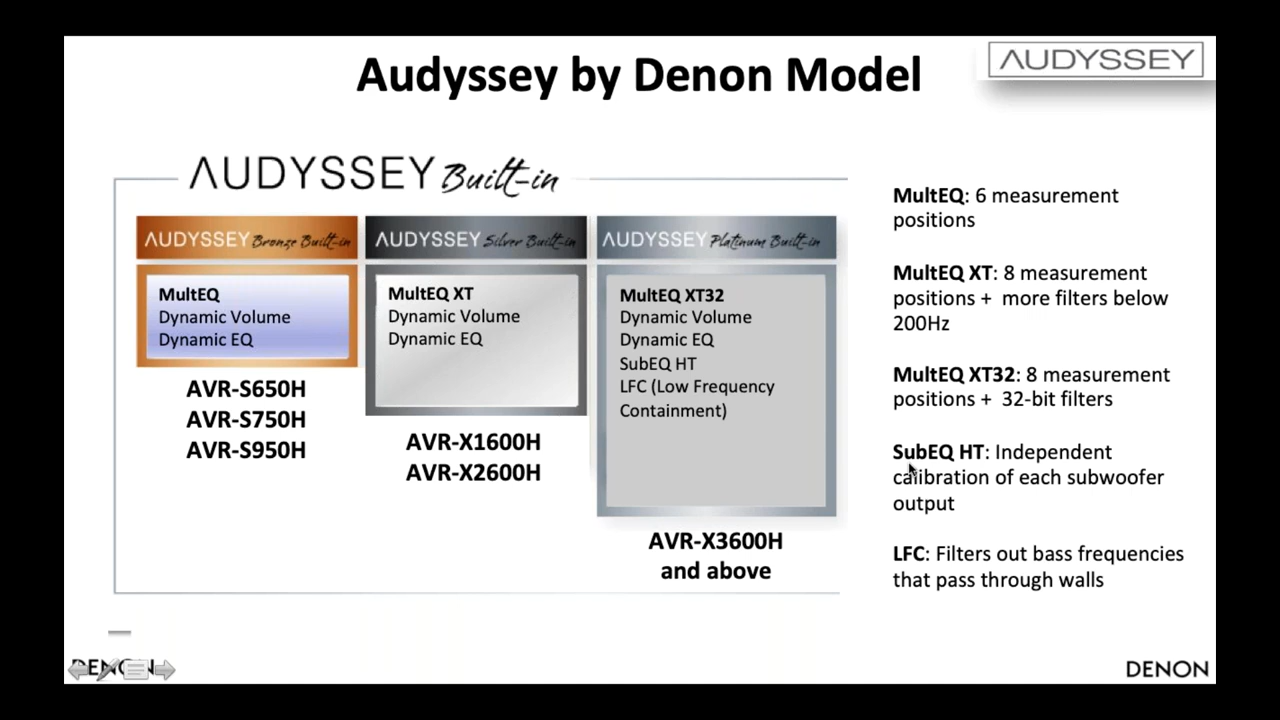 Audyssey by Denon Model
AUDYSSEY
AUDYSSEY Built-in
AUDYSSEY Bronze Built-in
MultEQ
Dynamic Volume
Dynamic EQ
AVR-S650H
AVR-S750H
AVR-S950H
AUDYSSEY Silver Built-in
MultEQ XT
Dynamic Volume
Dynamic EQ
AVR-X1600H
AVR-X2600H
AUDYSSEY Platinum Built-in
MultEQ XT32
Dynamic Volume
Dynamic EQ
SubEQ HT
LFC (Low Frequency
Containment)
AVR-X3600H
and above
MultEQ: 6 measurement
positions
MultEQ XT: 8 measurement
positions + more filters below
200Hz
MultEQ XT32: 8 measurement
positions + 32-bit filters
SubEQ HT: Independent
calibration of each subwoofer
output
LFC: Filters out bass frequencies
that pass through walls
DENON
DENON